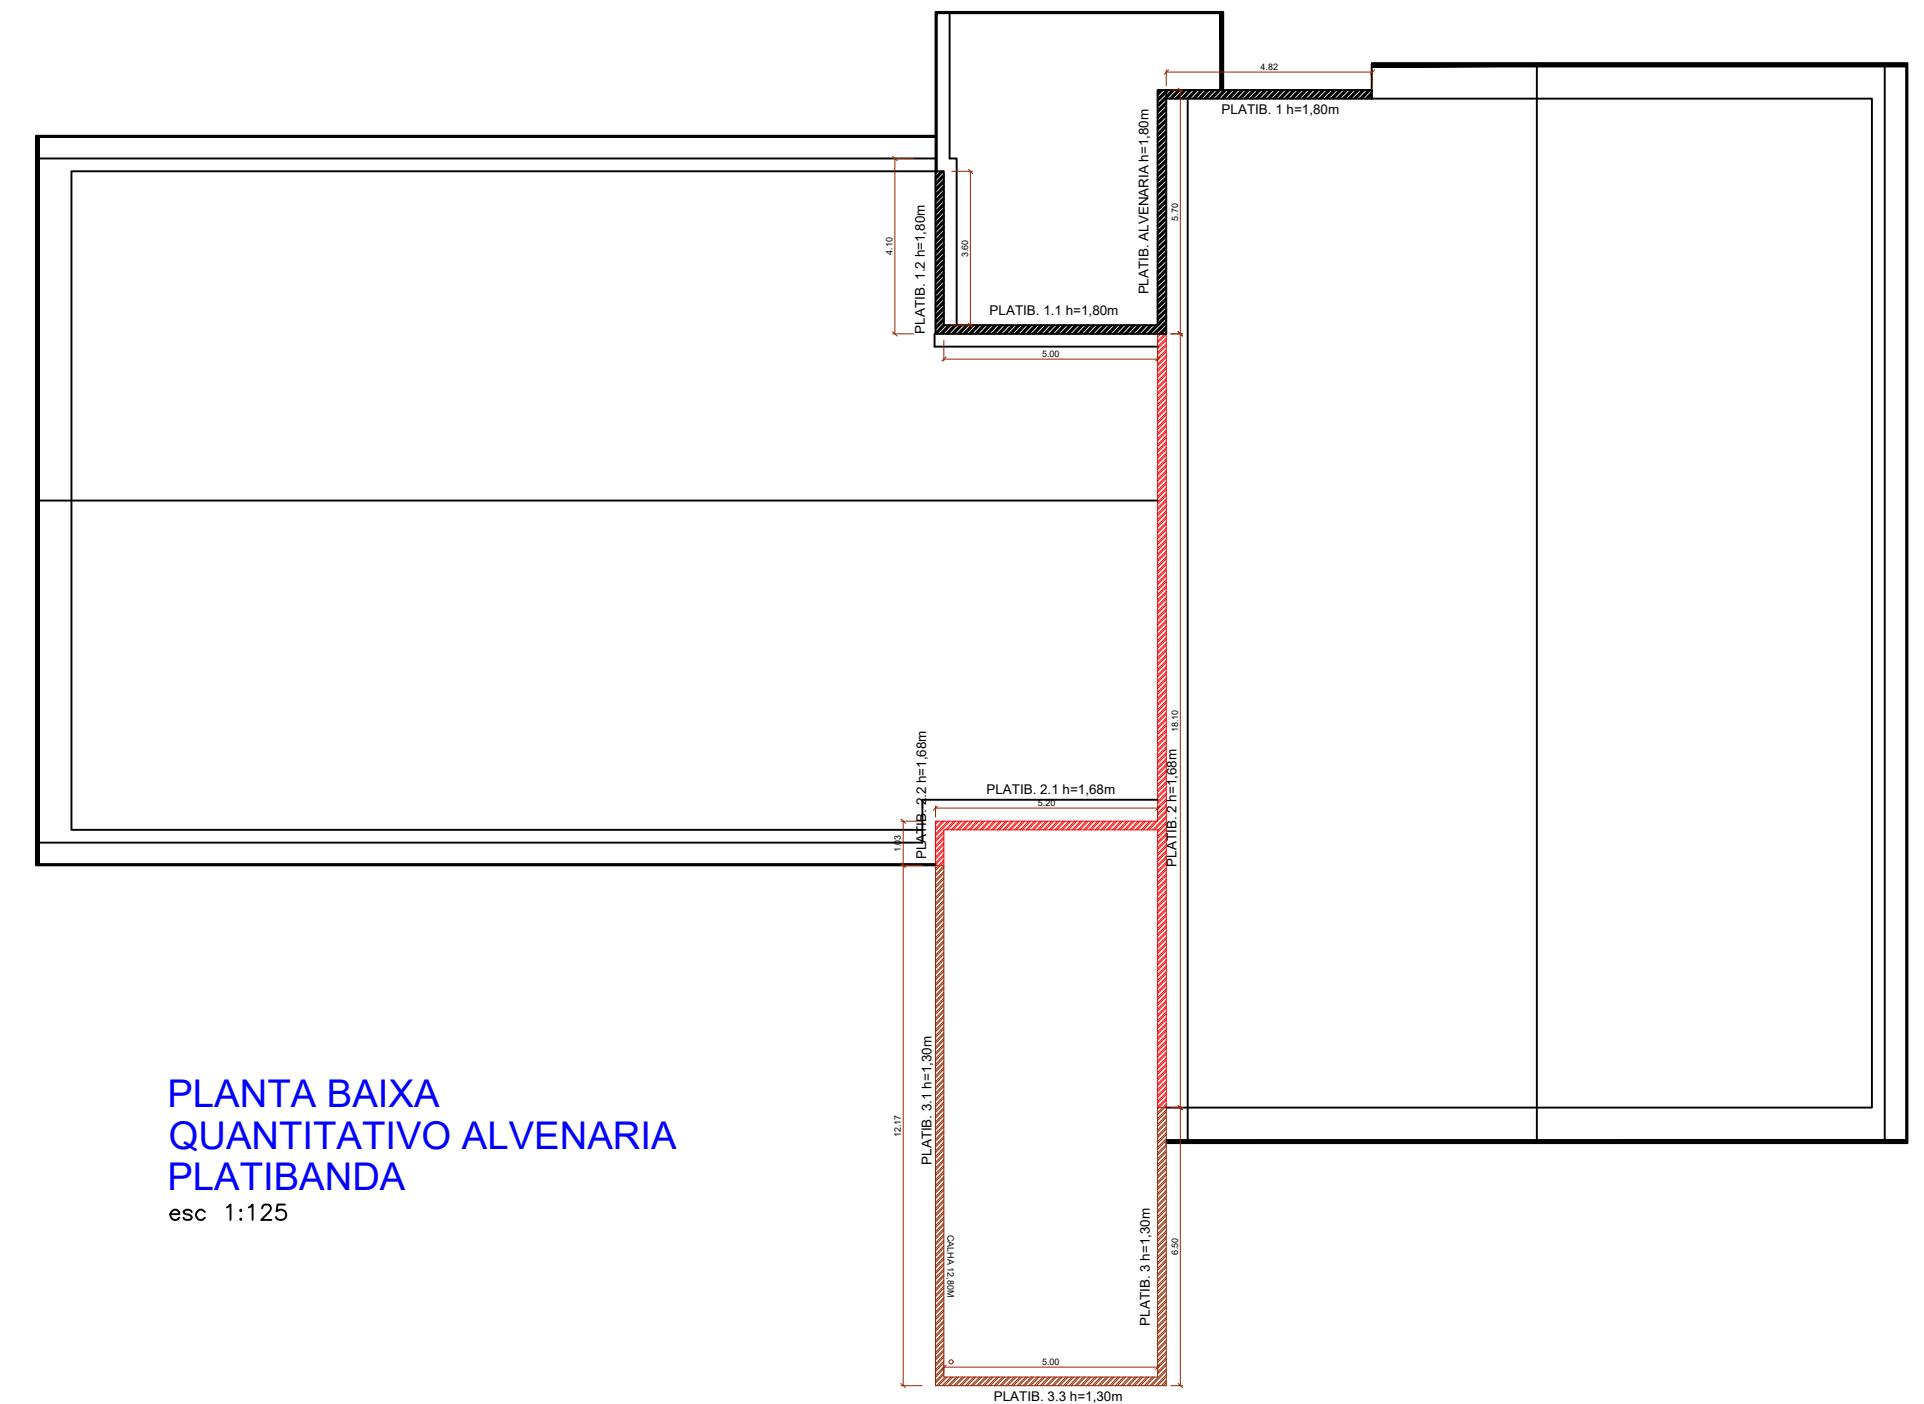 4.82
PLATIB. 1 h=1,80m
PLATIB. ALVENARIA h=1,80m
5.70
4.10
PLATIB. 1.2 h=1,80m
3.60
PLATIB. 1.1 h=1,80m
5.00
18.10
PLATIB. 2 h=1,68m
PLATIB. 2.2 h=1,68m
PLATIB. 2.1 h=1,68m
5.20
1.03
12.17
PLATIB. 3.1 h=1,30m
PLANTA BAIXA
QUANTITATIVO ALVENARIA
PLATIBANDA
esc 1:125
CALHA 12,80M
PLATIB. 3 h=1,30m
6.50
5.00
PLATIB. 3.3 h=1,30m